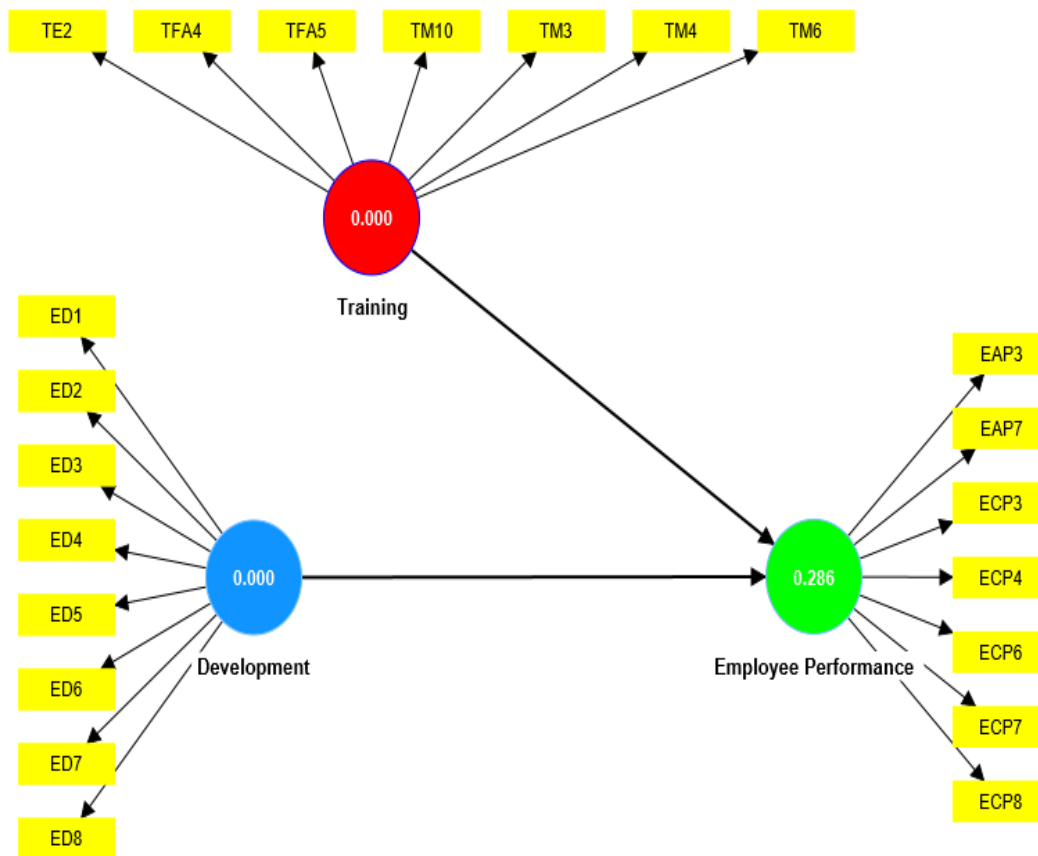 TE2
TFA4
TFA5
TM10
TM3
TM4
TM6
0.000
Training
ED1
ED2
ED3
ED4
ED5
ED6
ED7
ED8
0.000
Development
0.286
Employee Performance
EAP3
EAP7
ECP3
ECP4
ECP6
ECP7
ECP8